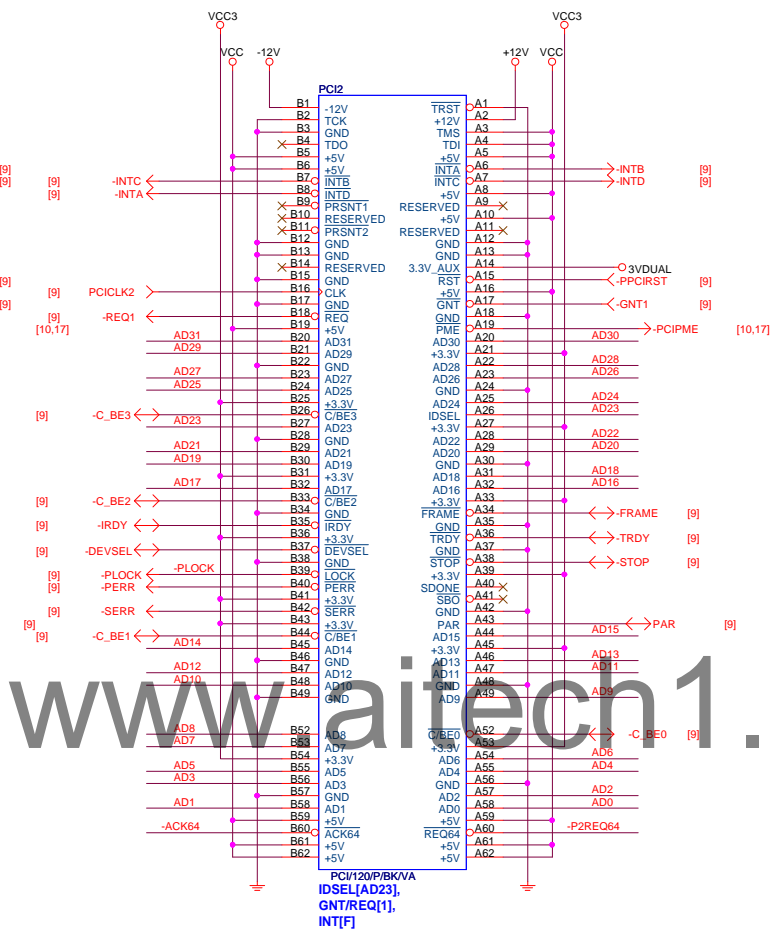 VCC3 VCC3
VCC -12V +12V VCC
PCI2
B1 -12V TRST A1
B2 TCK +12V A2
B3 GND TMS A3
B4 TDO TDI A4
B5 +5V +5V A5
[9] B6 +5V INTA A6 -INTB [9]
[9] [9] -INTC B7 INTB INTC A7 -INTD [9]
[9] -INTA B8 INTD +5V A8
B9 PRSNT1 RESERVED A9
B10 RESERVED +5V A10
B11 PRSNT2 RESERVED A11
B12 GND GND A12
B13 GND GND A13
B14 RESERVED 3.3V_AUX A14 3VDUAL
[9] B15 GND RST A15 -PPCIRST [9]
[9] PCICLK2 B16 CLK +5V A16
[9] B17 GND GNT A17 -GNT1 [9]
[9] -REQ1 B18 REQ GND A18
[10,17] B19 +5V PME A19 -PCIPME [10,17]
AD31 B20 AD31 AD30 A20 AD30
AD29 B21 AD29 +3.3V A21
B22 GND AD28 A22 AD28
AD27 B23 AD27 AD26 A23 AD26
AD25 B24 AD25 GND A24
B25 +3.3V AD24 A25 AD24
[9] -C_BE3 B26 C/BE3 IDSEL A26 AD23
AD23 B27 AD23 +3.3V A27
B28 GND AD22 A28 AD22
AD21 B29 AD21 AD20 A29 AD20
AD19 B30 AD19 GND A30
B31 +3.3V AD18 A31 AD18
AD17 B32 AD17 AD16 A32 AD16
[9] -C_BE2 B33 C/BE2 +3.3V A33
B34 GND FRAME A34 -FRAME [9]
[9] -IRDY B35 IRDY GND A35
B36 +3.3V TRDY A36 -TRDY [9]
[9] -DEVSEL B37 DEVSEL GND A37
B38 GND STOP A38 -STOP [9]
[9] -PLOCK -PLOCK B39 LOCK +3.3V A39
[9] -PERR B40 PERR SDONE A40
B41 +3.3V SBO A41
[9] -SERR B42 SERR GND A42
[9] B43 +3.3V PAR A43 PAR [9]
[9] -C_BE1 B44 C/BE1 AD15 A44 AD15
AD14 B45 AD14 +3.3V A45
B46 GND AD13 A46 AD13
AD12 B47 AD12 AD11 A47 AD11
AD10 B48 AD10 GND A48
B49 GND AD9 A49 AD9
www.aitech1.
AD8 B52 AD8 C/BE0 A52 -C_BE0 [9]
AD7 B53 AD7 +3.3V A53
B54 +3.3V AD6 A54 AD6
AD5 B55 AD5 AD4 A55 AD4
AD3 B56 AD3 GND A56
B57 GND AD2 A57 AD2
AD1 B58 AD1 AD0 A58 AD0
B59 +5V +5V A59
-ACK64 B60 ACK64 REQ64 A60 -P2REQ64
B61 +5V +5V A61
B62 +5V +5V A62
PCI/120/P/BK/VA
IDSEL[AD23],
GNT/REQ[1],
INT[F]